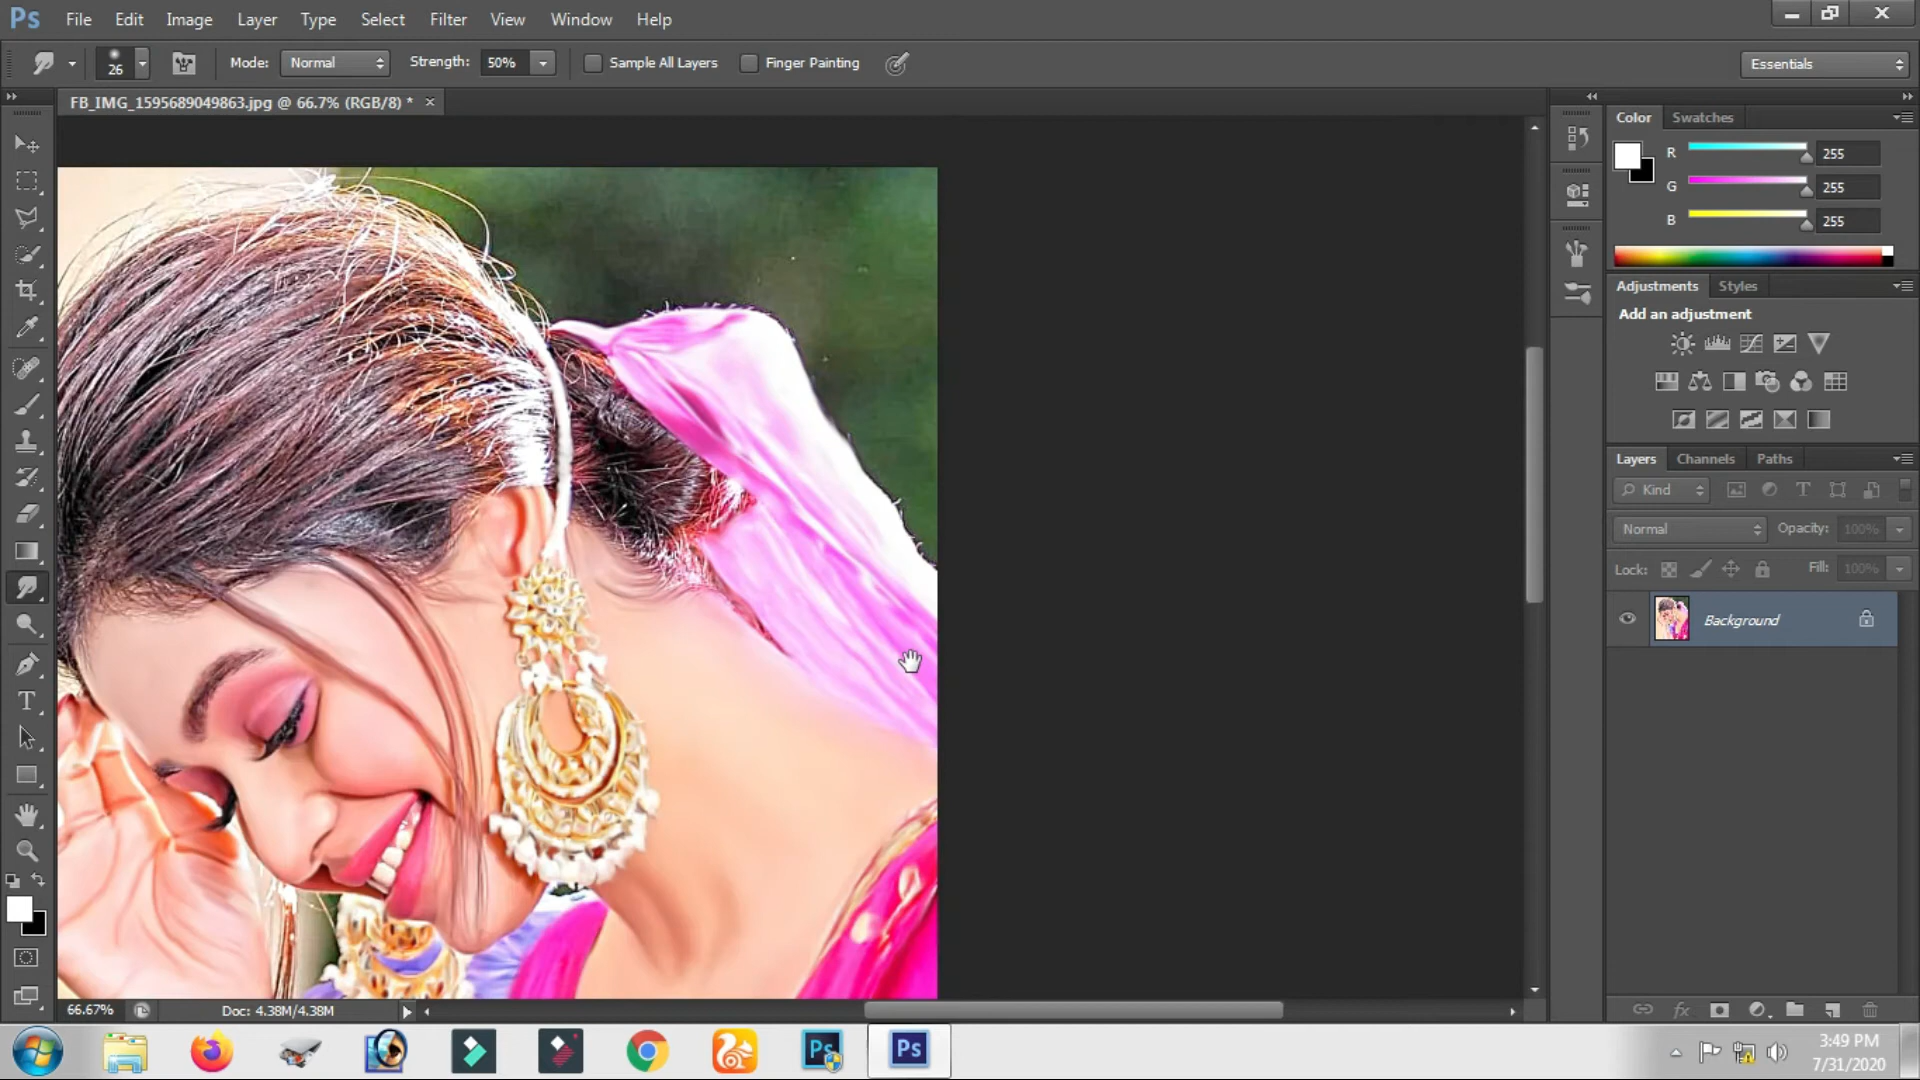 Ps File Edit Image Layer Type Select Filter View Window Help
26 Mode: Normal Strength: 50% Sample All Layers Finger Painting Essentials
FB_IMG_1595689049863.jpg @ 66.7% (RGB/8) *
Color Swatches
R 255
G 255
B 255
Adjustments Styles
Add an adjustment
Layers Channels Paths
Kind
Normal Opacity: 100%
Lock: Fill: 100%
Background
66.67% Doc: 4.38M/4.38M
Ps Ps
3:49 PM
7/31/2020